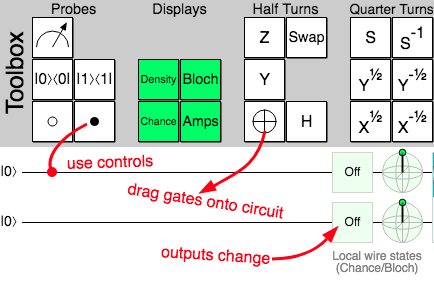 Toolbox
Probes Displays Half Turns Quarter Turns
Z Swap S S⁻¹
|0⟩⟨0| |1⟩⟨1| Density Bloch Y Y^½ Y^-½
Chance Amps H X^½ X^-½
use controls
|0⟩ Off
drag gates onto circuit
|0⟩ Off
outputs change
Local wire states
(Chance/Bloch)